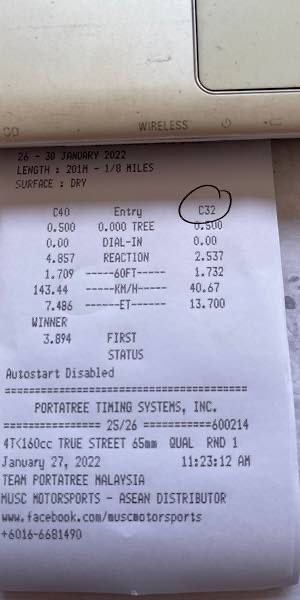 WIRELESS
26 - 30 JANUARY 2022
LENGTH : 201M - 1/8 MILES
SURFACE : DRY
C40 Entry C32
0.500 0.000 TREE 0.500
0.00 DIAL-IN 0.00
4.857 REACTION 2.537
1.709 -----60FT----- 1.732
143.44 -----KM/H----- 40.67
7.486 ------ET------ 13.700
WINNER
3.894 FIRST
STATUS
Autostart Disabled
=====================================
PORTATREE TIMING SYSTEMS, INC.
=============== 25/26 ===========600214
4T<160cc TRUE STREET 65mm QUAL RND 1
January 27, 2022 11:23:12 AM
TEAM PORTATREE MALAYSIA
MUSC MOTORSPORTS - ASEAN DISTRIBUTOR
www.facebook.com/muscmotorsports
+6016-6681490